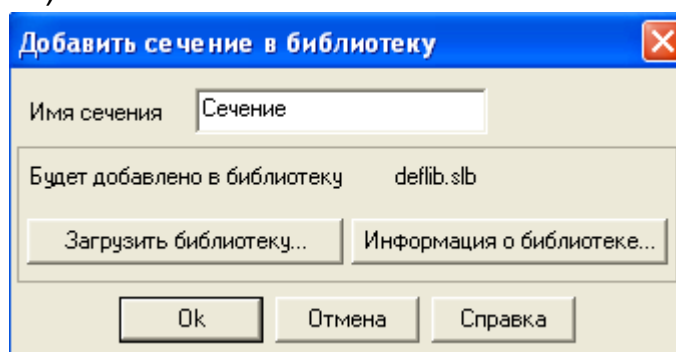 Добавить сечение в библиотеку
Имя сечения Сечение
Будет добавлено в библиотеку deflib.slb
Загрузить библиотеку... Информация о библиотеке...
Ok Отмена Справка